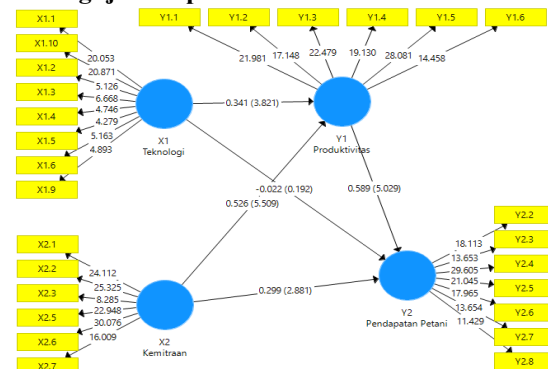 X1.1
X1.10
X1.2
X1.3
X1.4
X1.5
X1.6
X1.9
20.053
20.871
5.126
6.668
4.746
4.279
5.163
4.893
X1
Teknologi
Y1.1
Y1.2
Y1.3
Y1.4
Y1.5
Y1.6
21.981
17.148
22.479
19.130
28.081
14.458
0.341 (3.821)
Y1
Produktivitas
-0.022 (0.192)
0.526 (5.509)
0.589 (5.029)
X2.1
X2.2
X2.3
X2.5
X2.6
X2.7
24.112
25.325
8.285
22.948
30.076
16.009
X2
Kemitraan
0.299 (2.881)
Y2
Pendapatan Petani
Y2.2
Y2.3
Y2.4
Y2.5
Y2.6
Y2.7
Y2.8
18.113
13.653
29.605
21.045
17.965
13.654
11.429